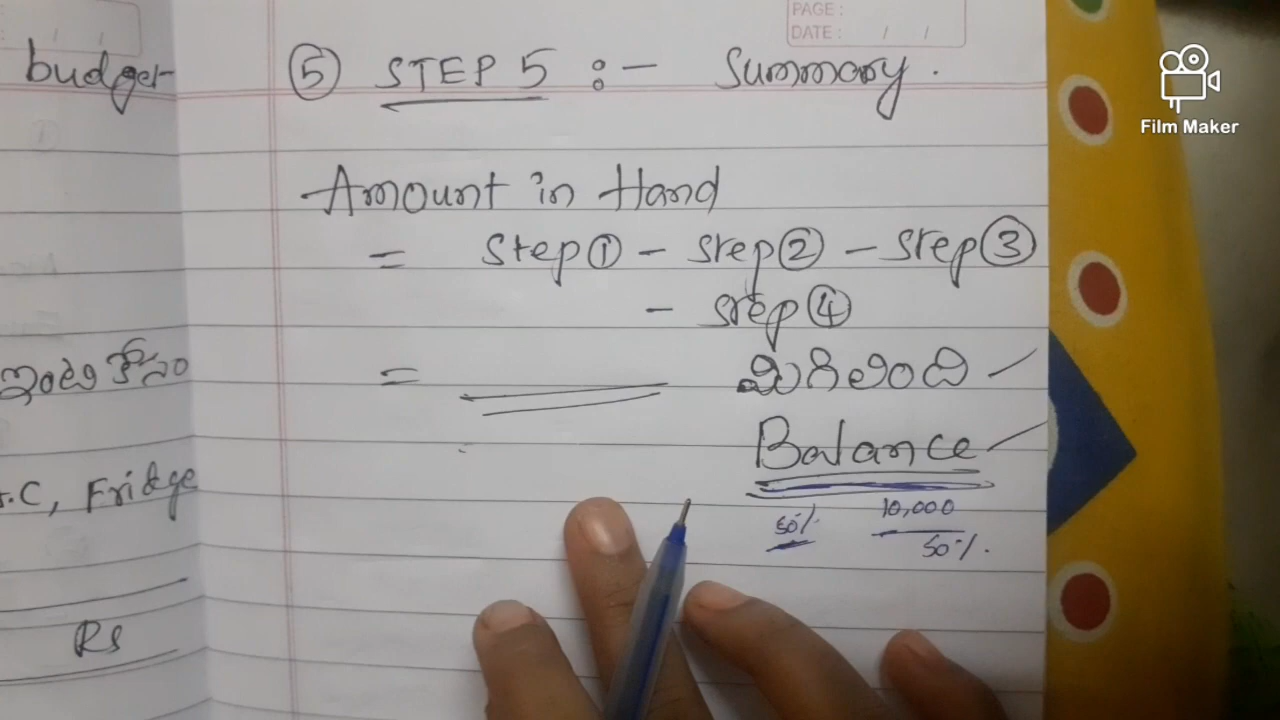 budget
ఇంటి కోసం
A.C, Fridge
Rs
PAGE :
DATE : / /
⑤ STEP 5 :- Summary.
Amount in Hand
= Step ① - Step ② - Step ③
- Step ④
= మిగిలింది
Balance
50% 10,000
50%.
Film Maker